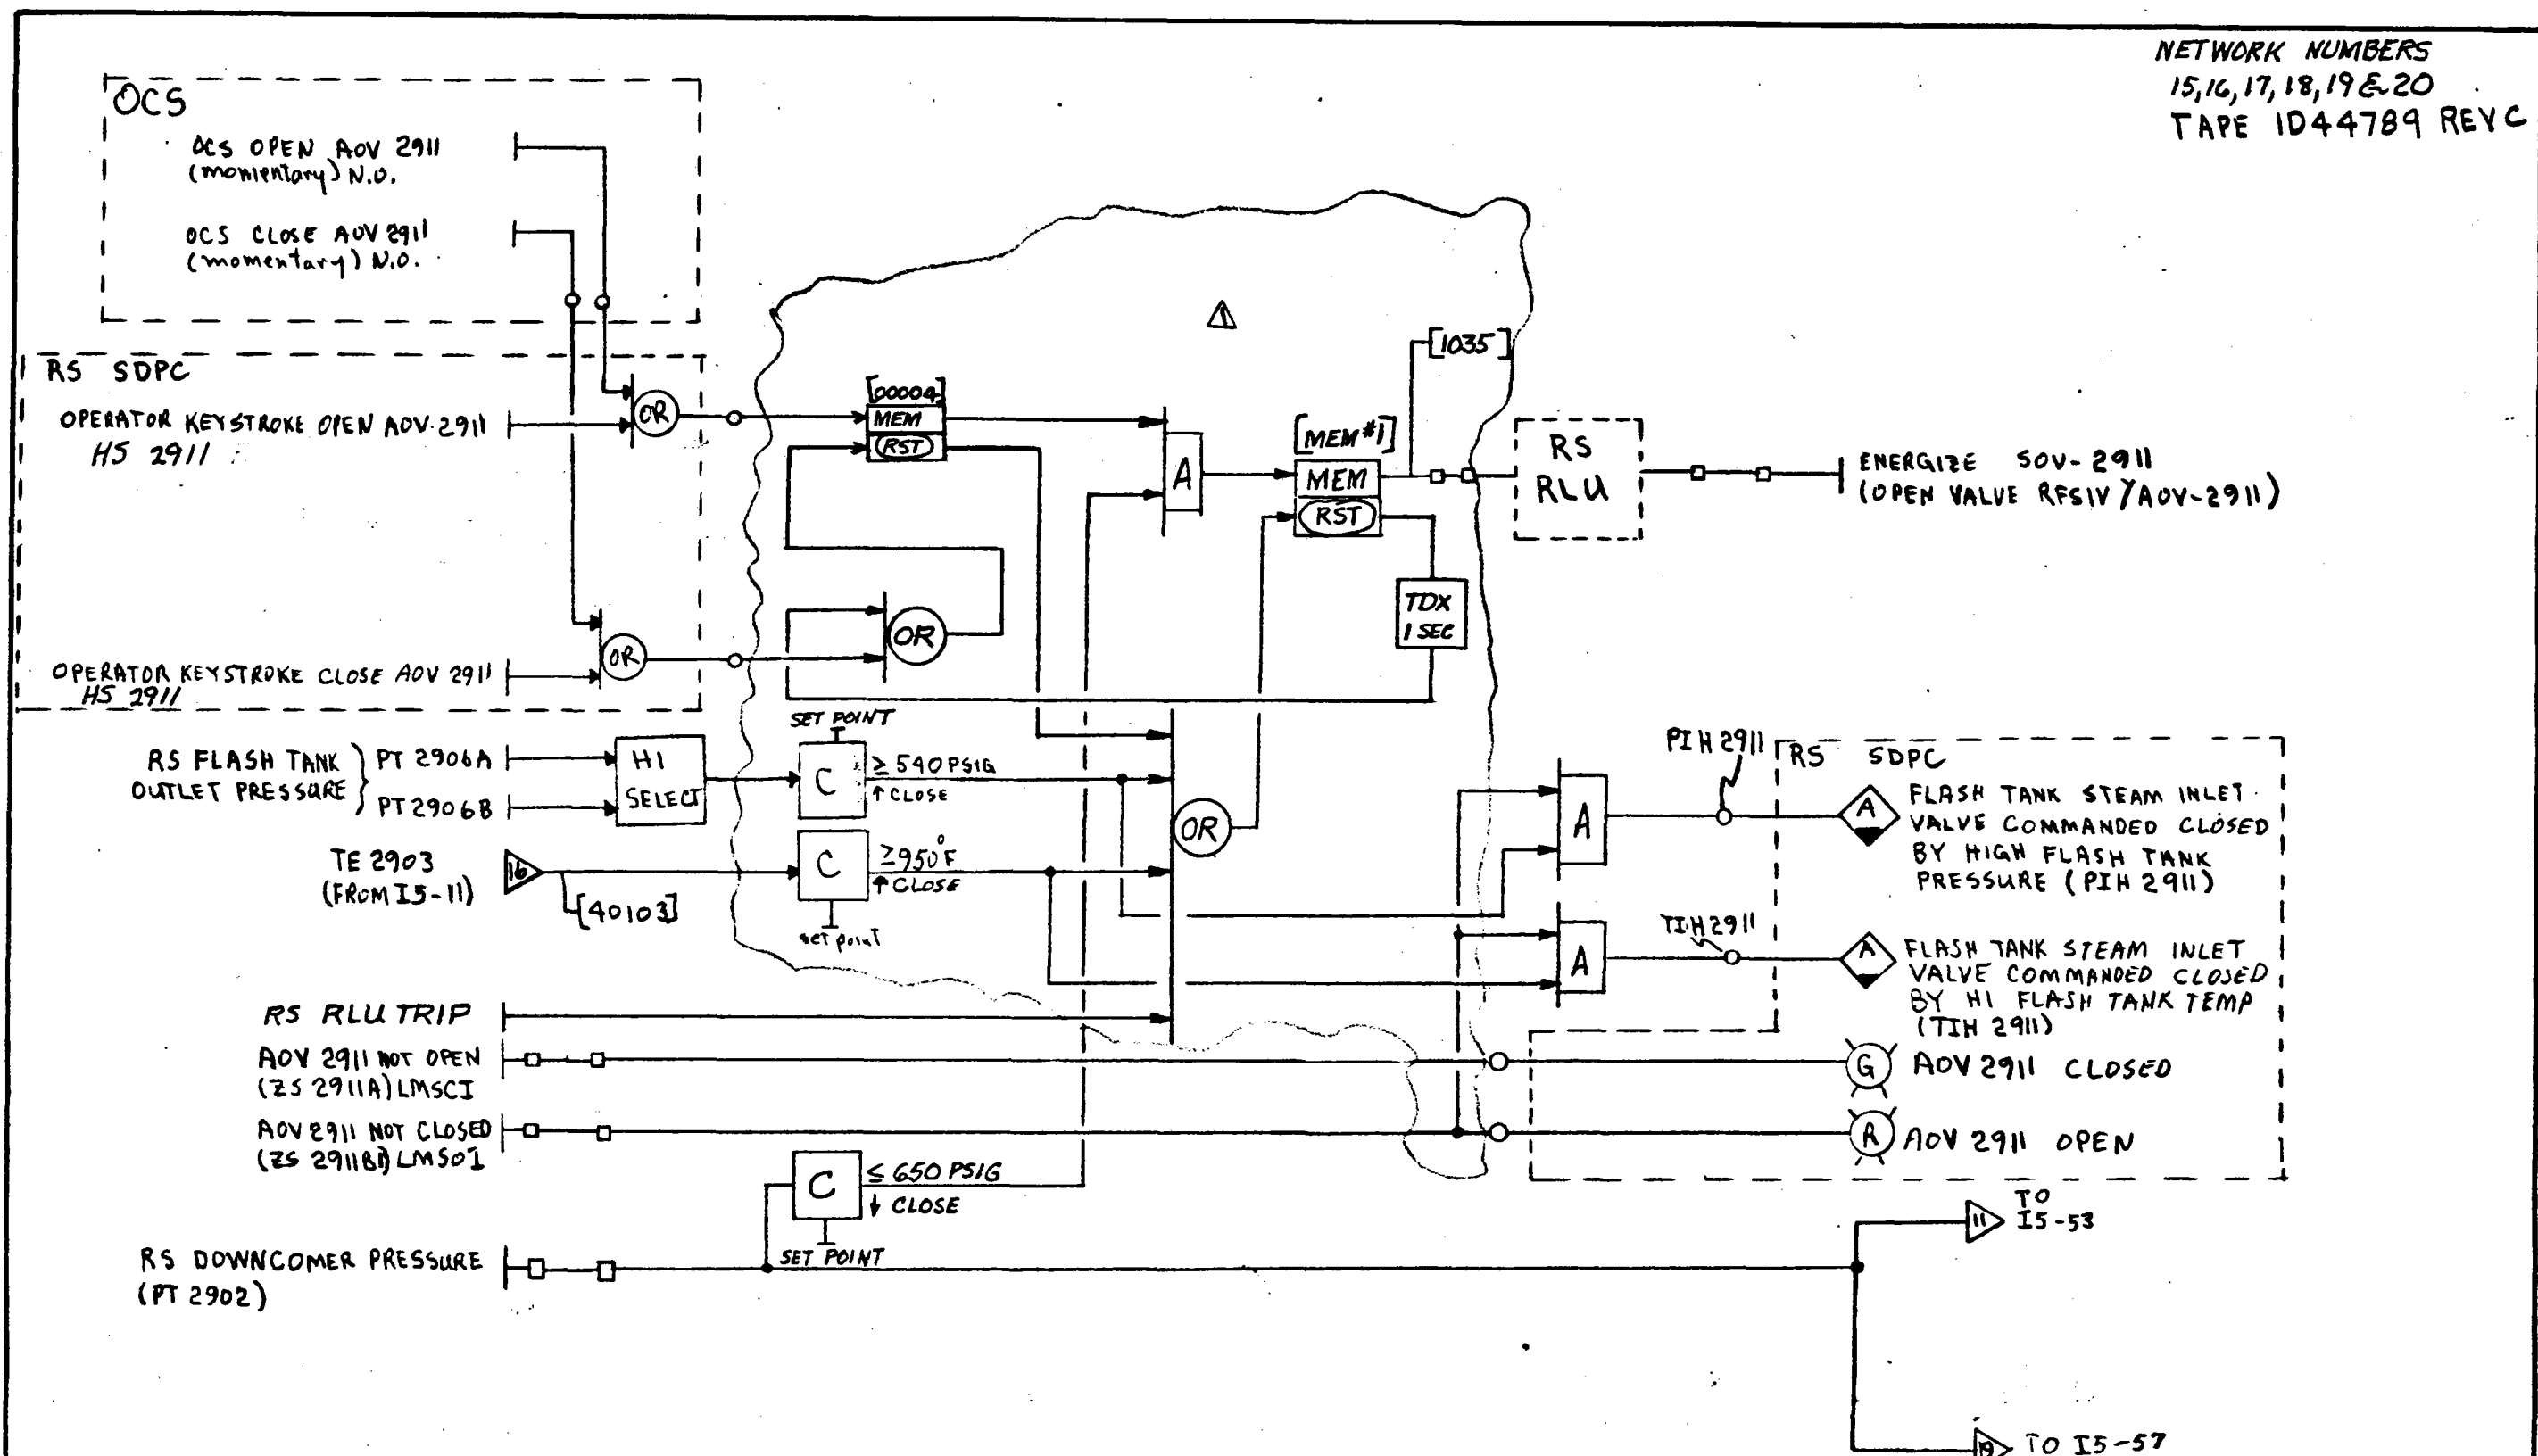 NETWORK NUMBERS
15,16,17,18,19 & 20
TAPE ID44789 REV C
OCS
OCS OPEN AOV 2911
(momentary) N.O.
OCS CLOSE AOV 2911
(momentary) N.O.
RS SDPC
OPERATOR KEYSTROKE OPEN AOV-2911
HS 2911
OR
OPERATOR KEYSTROKE CLOSE AOV 2911
HS 2911
OR
1
[00004]
MEM
RST
OR
A
[MEM #1]
MEM
RST
[1035]
TDX
1 SEC
RS
RLU
ENERGIZE SOV-2911
(OPEN VALVE RFSIV/AOV-2911)
RS FLASH TANK
OUTLET PRESSURE
PT 2906A
PT 2906B
HI
SELECT
SET POINT
C
≥ 540 PSIG
↑ CLOSE
TE 2903
(FROM I5-11)
16
[40103]
C
≥950°F
↑ CLOSE
set point
OR
RS RLU TRIP
AOV 2911 NOT OPEN
(ZS 2911A) LMSCI
AOV 2911 NOT CLOSED
(ZS 2911B) LMSOI
C
≤ 650 PSIG
↓ CLOSE
SET POINT
RS DOWNCOMER PRESSURE
(PT 2902)
A
PIH 2911
RS SDPC
A
FLASH TANK STEAM INLET
VALVE COMMANDED CLOSED
BY HIGH FLASH TANK
PRESSURE (PIH 2911)
A
TIH 2911
A
FLASH TANK STEAM INLET
VALVE COMMANDED CLOSED
BY HI FLASH TANK TEMP
(TIH 2911)
G
AOV 2911 CLOSED
R
AOV 2911 OPEN
11
TO
I5-53
19
TO I5-57